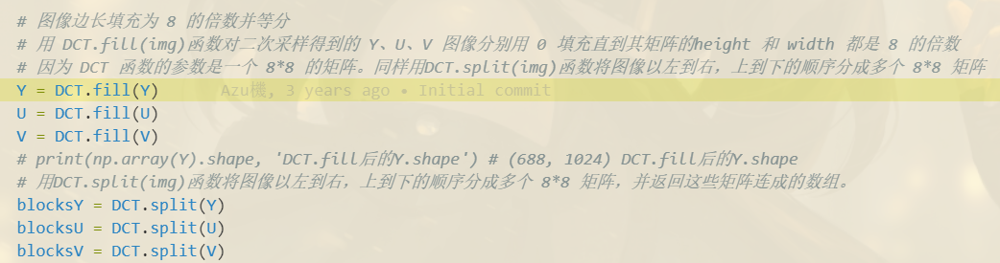 # 图像边长填充为 8 的倍数并等分
# 用 DCT.fill(img)函数对二次采样得到的 Y、U、V 图像分别用 0 填充直到其矩阵的height 和 width 都是 8 的倍数
# 因为 DCT 函数的参数是一个 8*8 的矩阵。同样用DCT.split(img)函数将图像以左到右，上到下的顺序分成多个 8*8 矩阵
Y = DCT.fill(Y) Azu機, 3 years ago • Initial commit
U = DCT.fill(U)
V = DCT.fill(V)
# print(np.array(Y).shape, 'DCT.fill后的Y.shape') # (688, 1024) DCT.fill后的Y.shape
# 用DCT.split(img)函数将图像以左到右，上到下的顺序分成多个 8*8 矩阵，并返回这些矩阵连成的数组。
blocksY = DCT.split(Y)
blocksU = DCT.split(U)
blocksV = DCT.split(V)